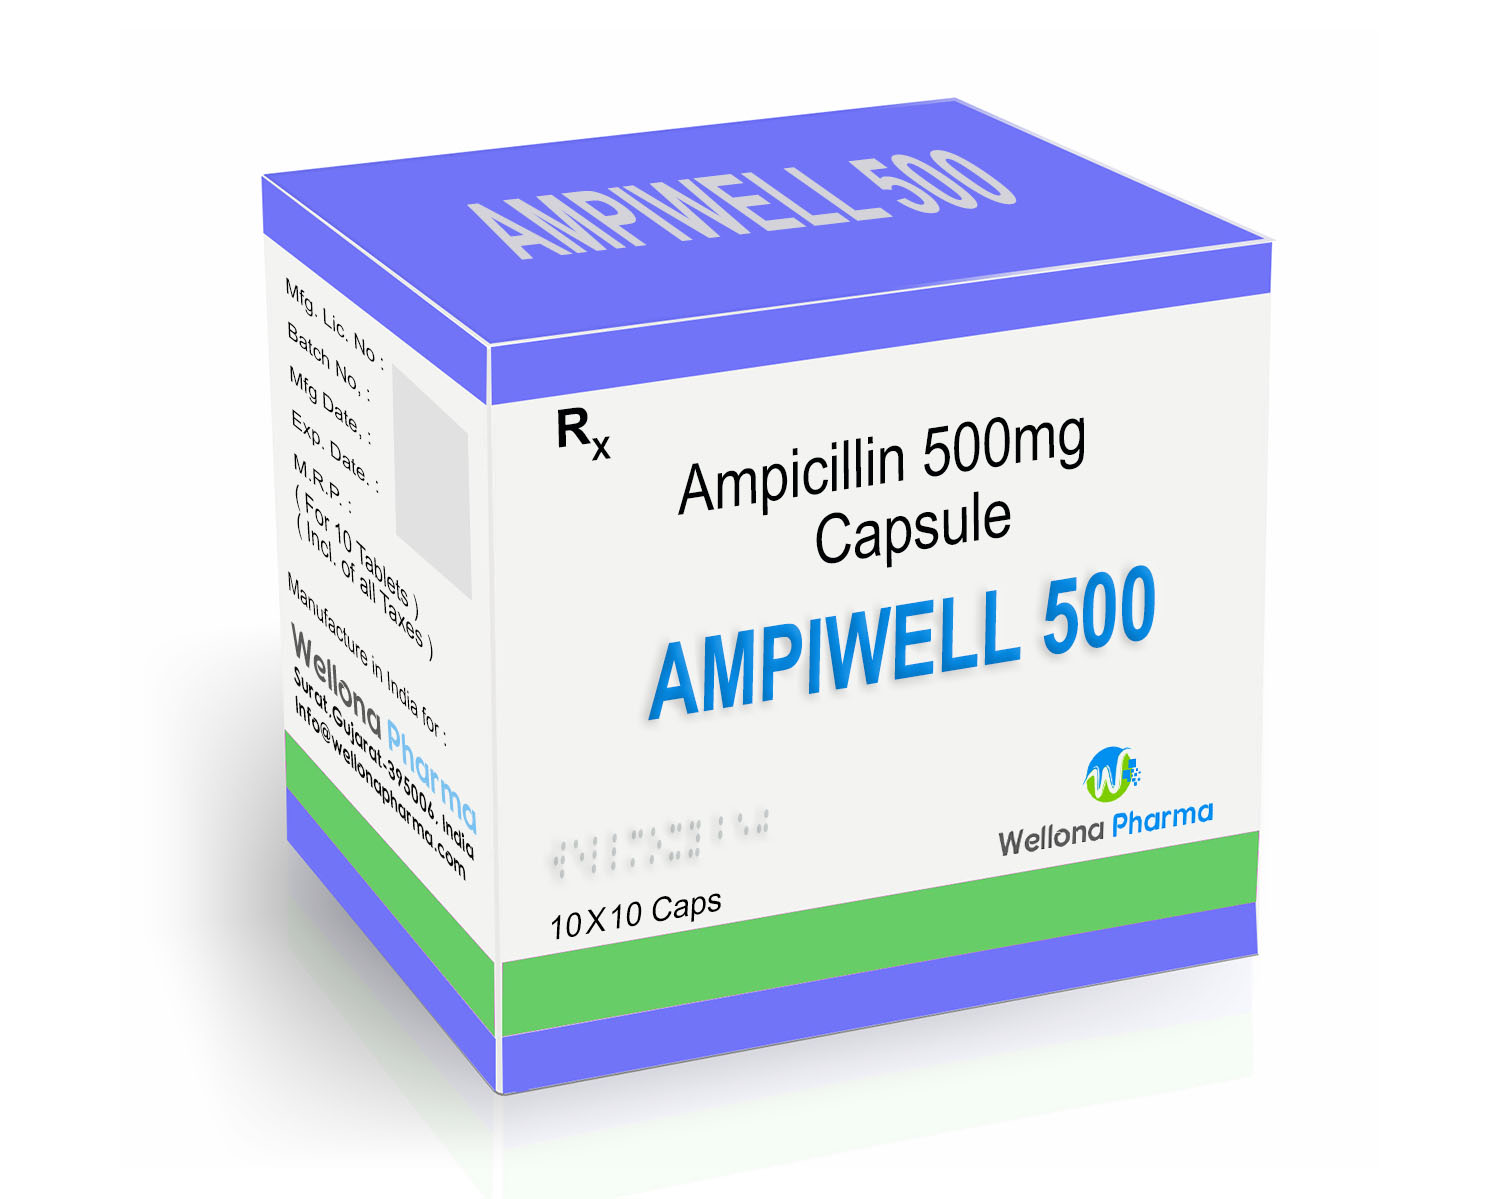 AMPIWELL 500
Mfg. Lic. No :
Batch No, :
Mfg Date, :
Exp. Date. :
M.R.P. :
( For 10 Tablets )
( Incl. of all Taxes )
Manufacture in India for :
Wellona Pharma
Surat,Gujarat-395006, India
Info@wellonapharma.com
Rx
Ampicillin 500mg
Capsule
AMPIWELL 500
W
Wellona Pharma
10X10 Caps